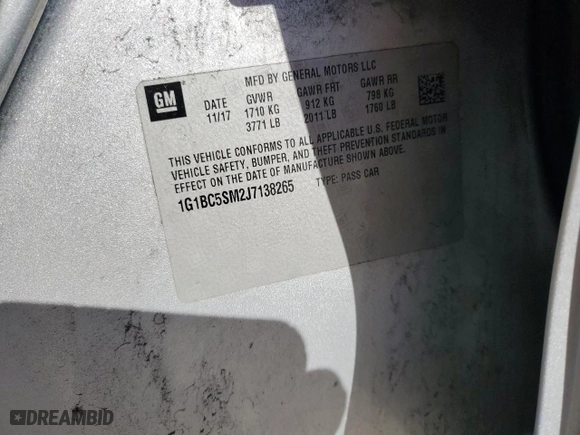 GM
MFD BY GENERAL MOTORS LLC
DATE GVWR GAWR FRT GAWR RR
11/17 1710 KG 912 KG 798 KG
3771 LB 2011 LB 1760 LB
THIS VEHICLE CONFORMS TO ALL APPLICABLE U.S. FEDERAL MOTOR
VEHICLE SAFETY, BUMPER, AND THEFT PREVENTION STANDARDS IN
EFFECT ON THE DATE OF MANUFACTURE SHOWN ABOVE.
1G1BC5SM2J7138265 TYPE: PASS CAR
DREAMBID